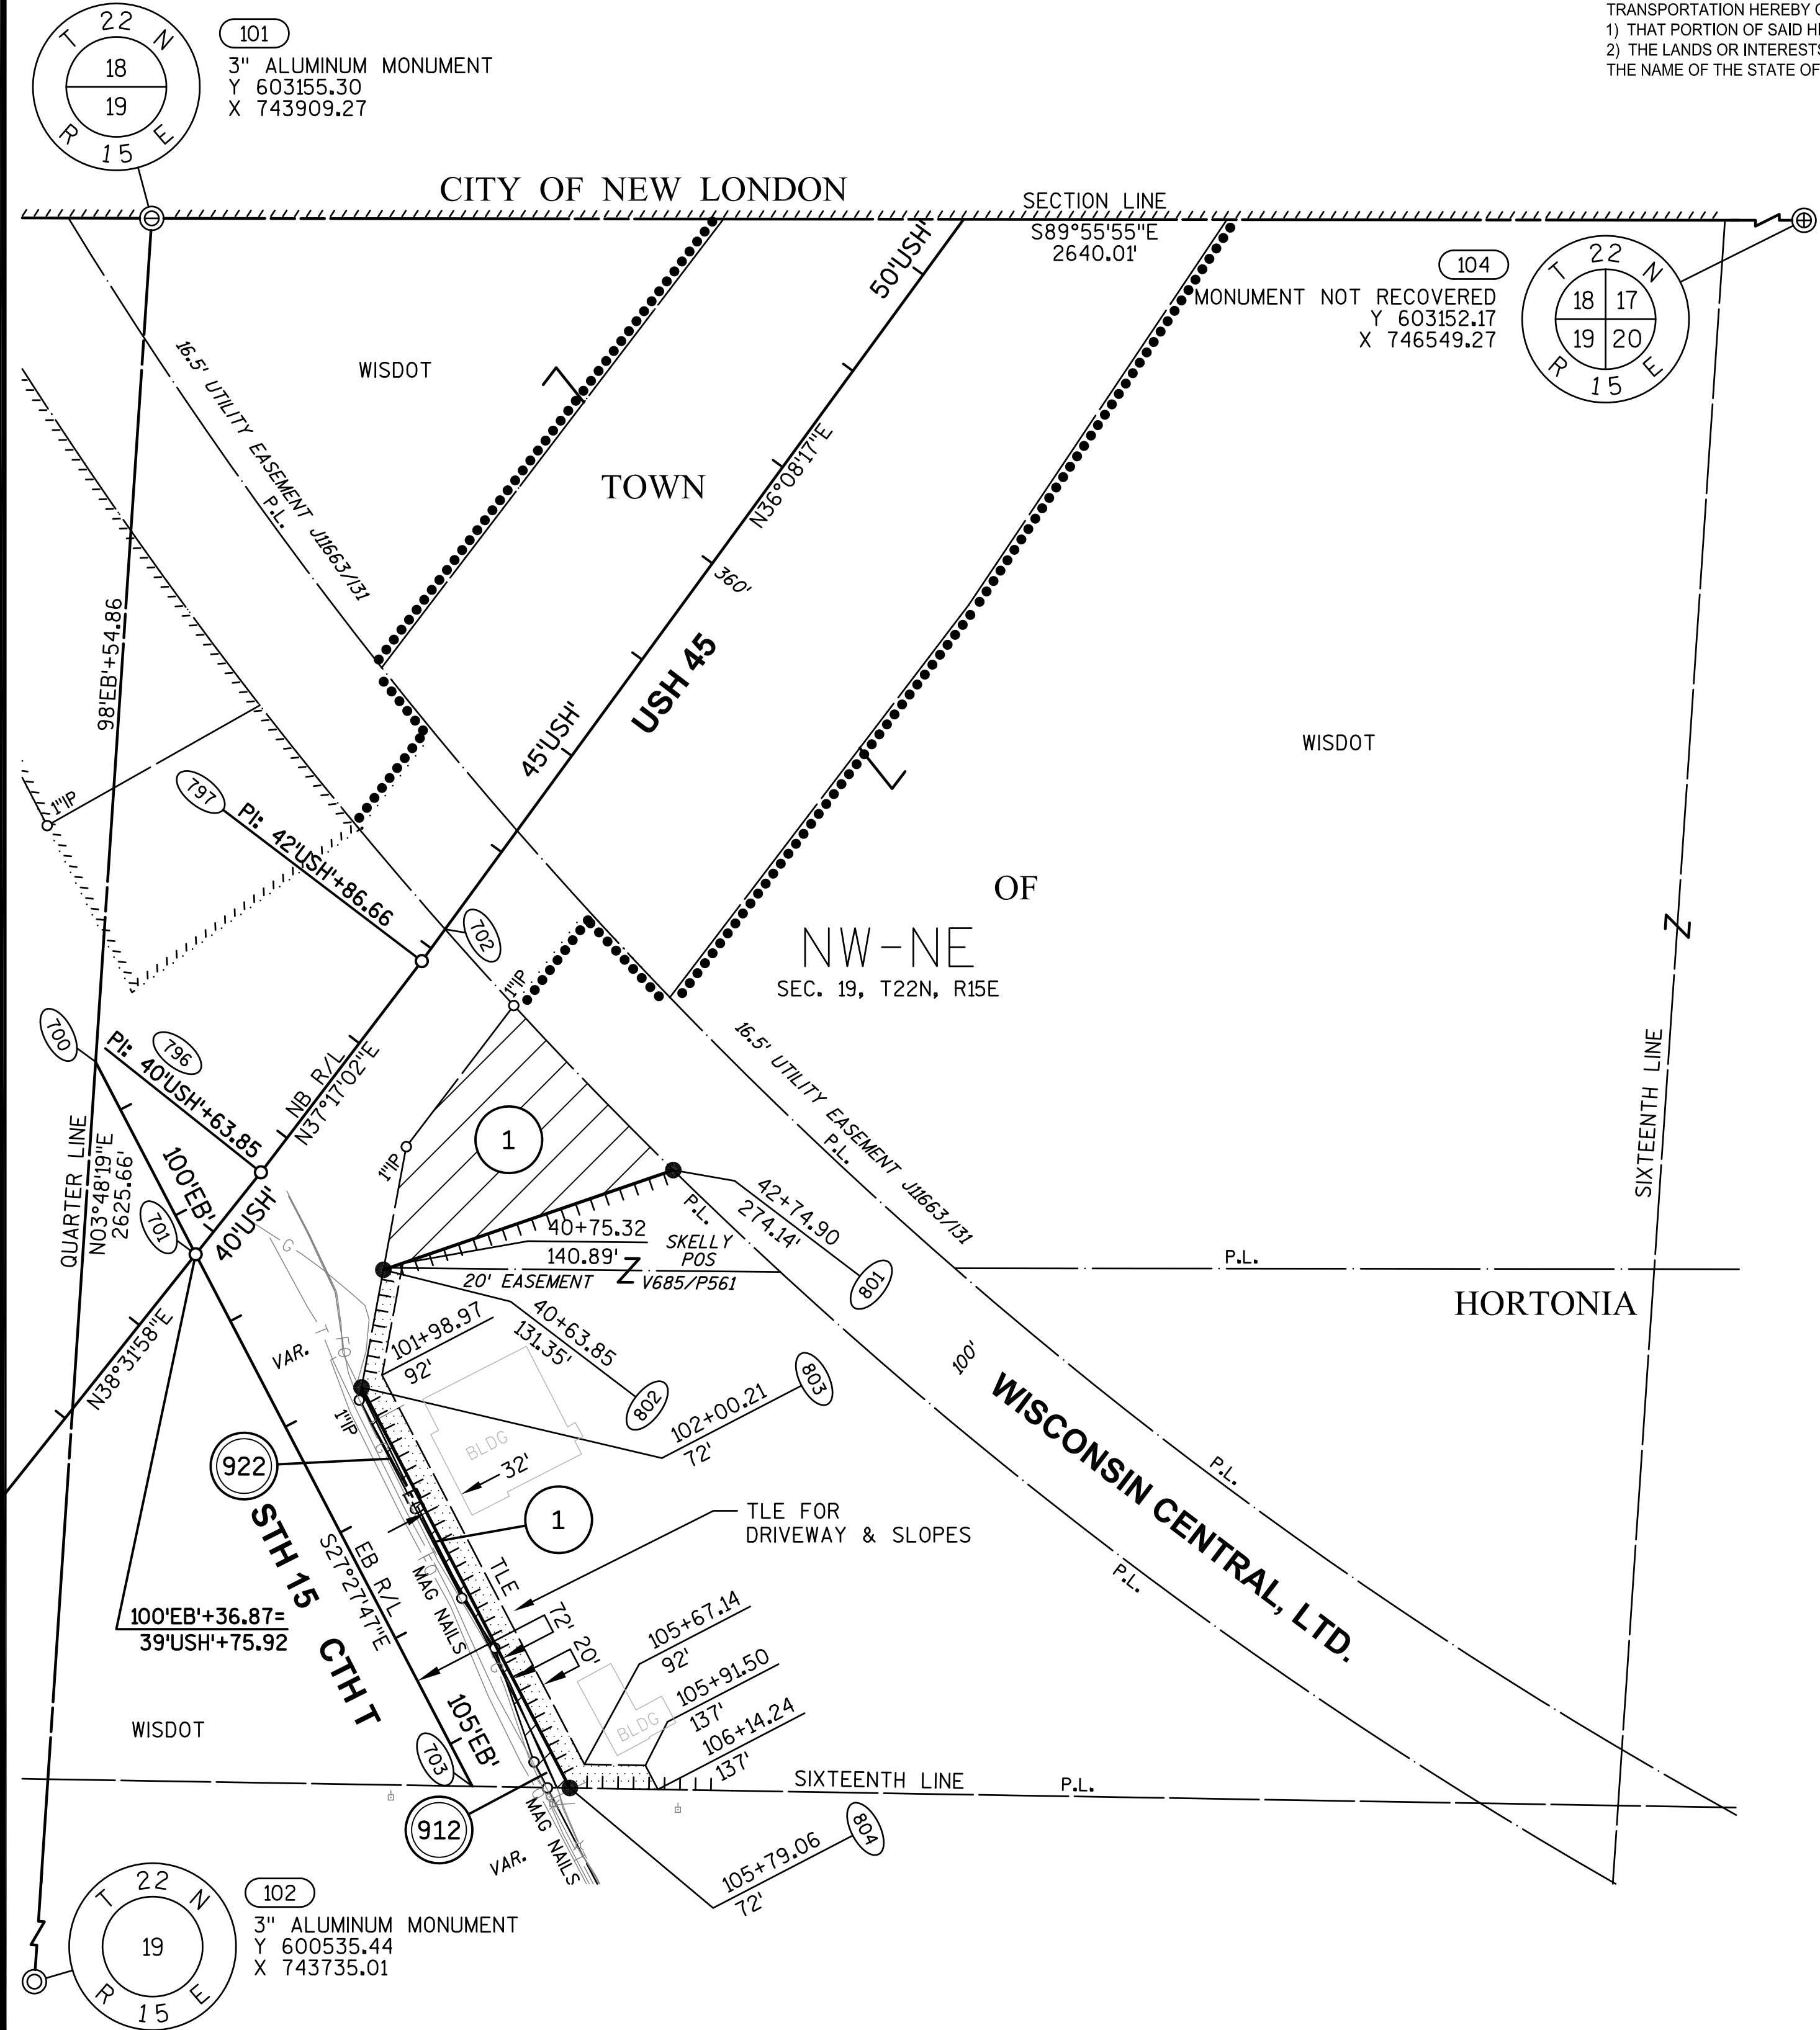 TRANSPORTATION HEREBY
1) THAT PORTION OF SAID
2) THE LANDS OR INTERESTS
THE NAME OF THE STATE OF
T 22 N
18
19
R 15 E
101
3" ALUMINUM MONUMENT
Y 603155.30
X 743909.27
CITY OF NEW LONDON
SECTION LINE
S89°55'55"E
2640.01'
104
MONUMENT NOT RECOVERED
Y 603152.17
X 746549.27
T 22 N
18 17
19 20
R 15 E
50'USH'
WISDOT
16.5' UTILITY EASEMENT J11663/131
P.L.
TOWN
N36°08'17"E
360'
98'EB'+54.86
USH 45
45'USH'
WISDOT
1"IP
797
PI: 42'USH'+86.66
702
OF
NW-NE
SEC. 19, T22N, R15E
1"IP
700
796
PI: 40'USH'+63.85
NB R/L
N37°17'02"E
16.5' UTILITY EASEMENT J11663/131
P.L.
SIXTEENTH LINE
QUARTER LINE
N03°48'19"E
2625.66'
100'EB'
1
1"IP
701
40'USH'
P.L.
42+74.90
274.14'
801
40+75.32
140.89'
SKELLY
POS
20' EASEMENT
V685/P561
P.L.
HORTONIA
G
T
FO
VAR.
N38°31'58"E
101+98.97
92'
40+63.85
131.35'
802
102+00.21
72'
803
100'
WISCONSIN CENTRAL, LTD.
P.L.
P.L.
1"IP
BLDG
32'
922
1
TLE FOR
DRIVEWAY & SLOPES
STH 15 CTH T
EB R/L
S27°27'47"E
MAG NAILS
TLE
72'
20'
100'EB'+36.87=
39'USH'+75.92
105+67.14
92'
105+91.50
137'
106+14.24
137'
BLDG
WISDOT
105'EB'
703
SIXTEENTH LINE
P.L.
912
MAG NAILS
VAR.
105+79.06
72'
804
T 22 N
19
R 15 E
102
3" ALUMINUM MONUMENT
Y 600535.44
X 743735.01